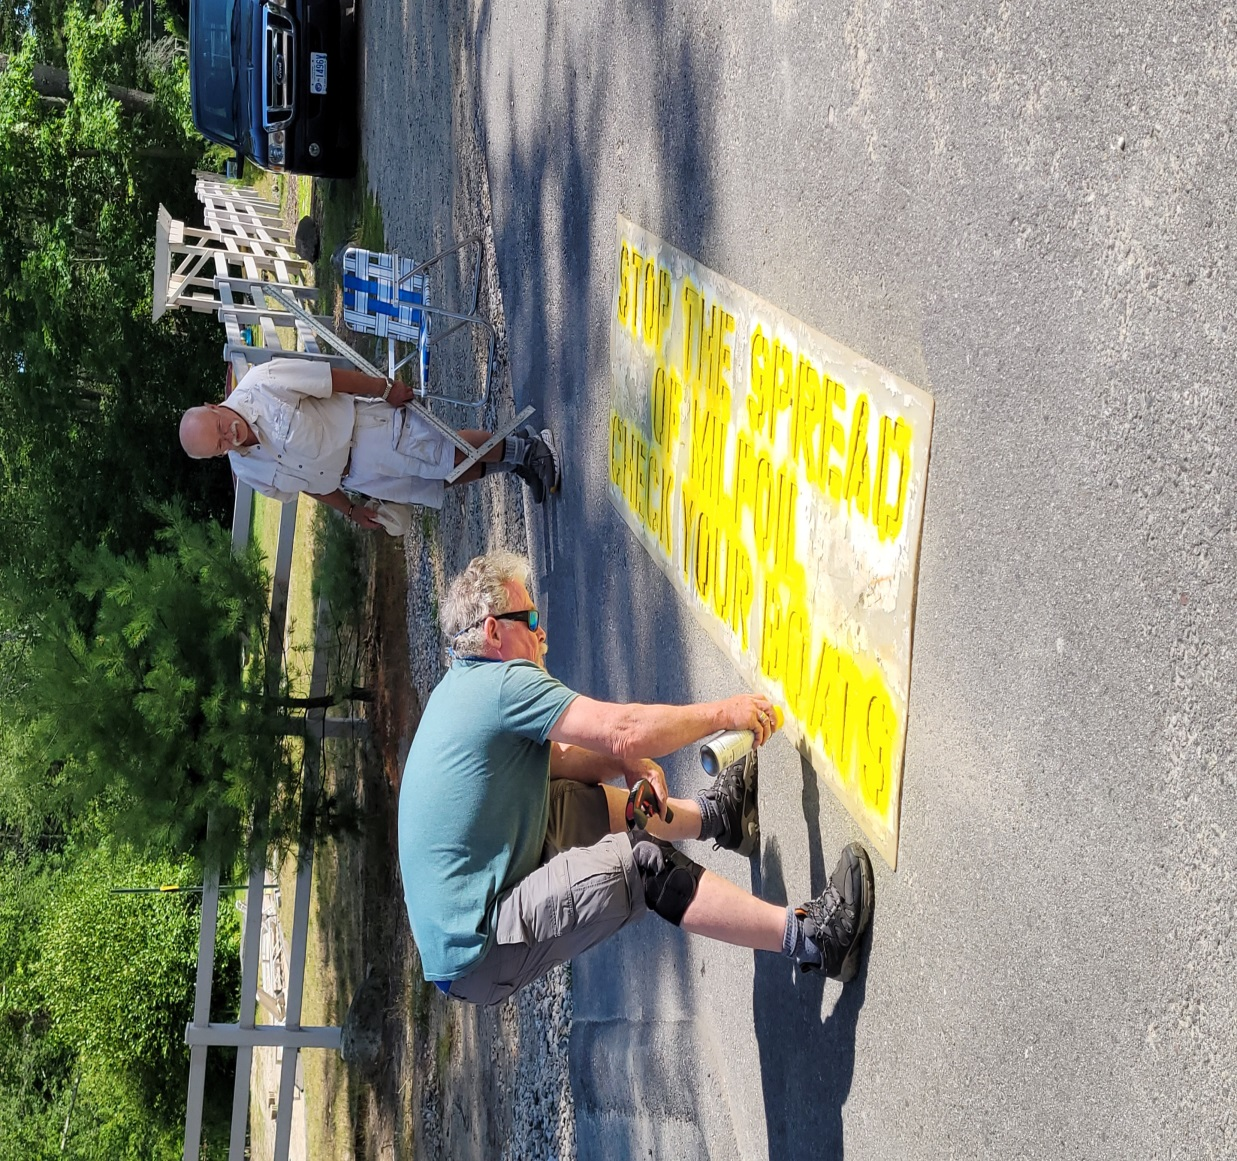 STOP THE SPREAD
OF MILFOIL
CHECK YOUR BOATS